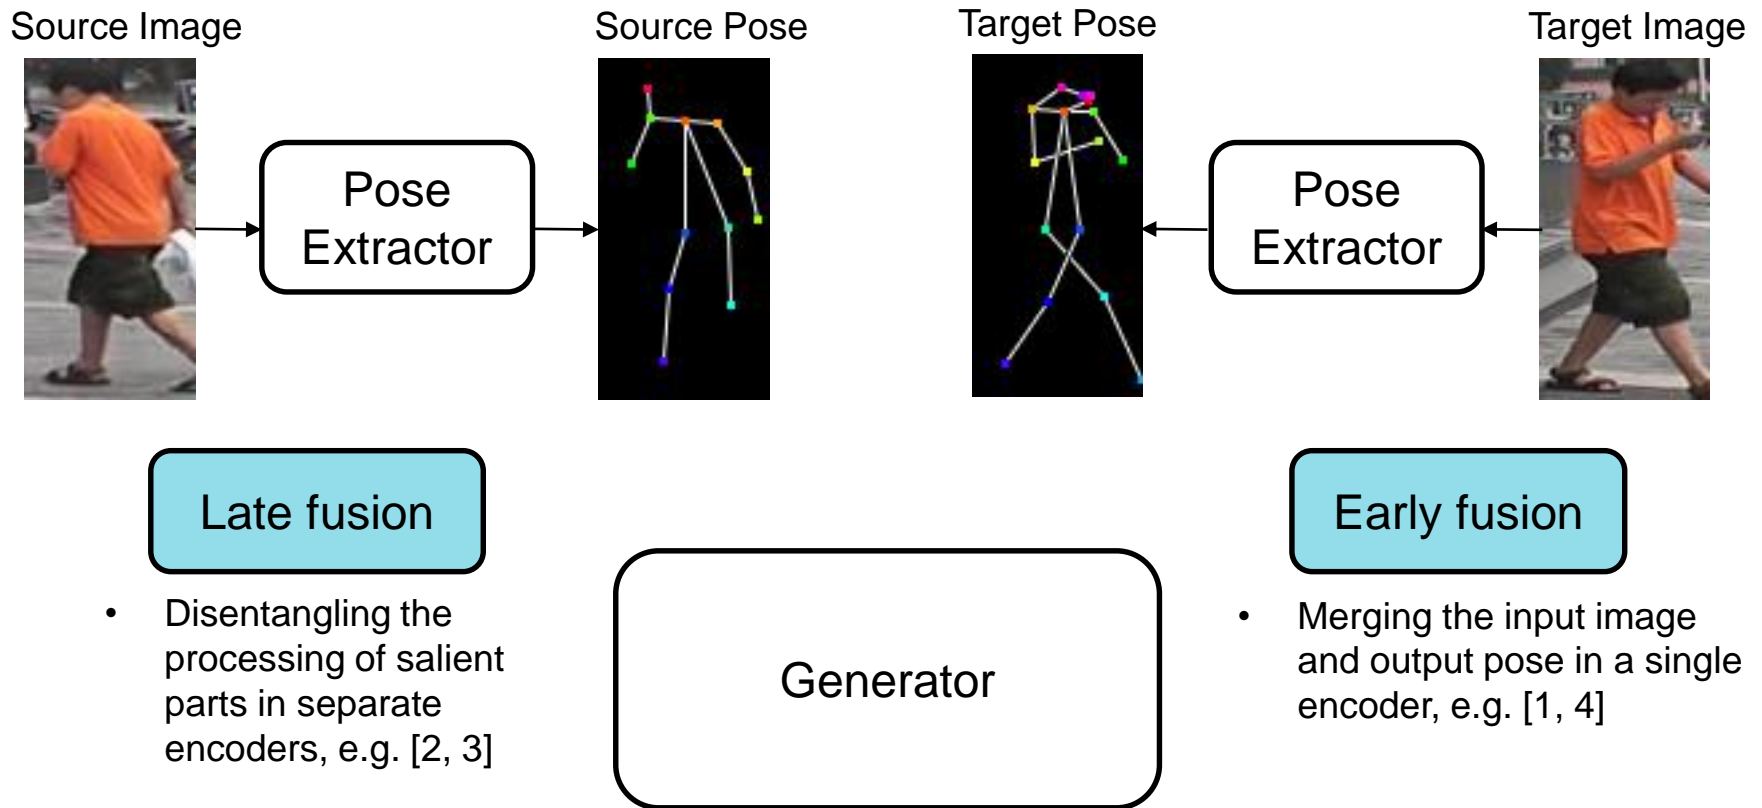 Source Image
Source Pose
Target Pose
Target Image
Pose
Extractor
Pose
Extractor
Late fusion
Early fusion
• Disentangling the
processing of salient
parts in separate
encoders, e.g. [2, 3]
Generator
• Merging the input image
and output pose in a single
encoder, e.g. [1, 4]